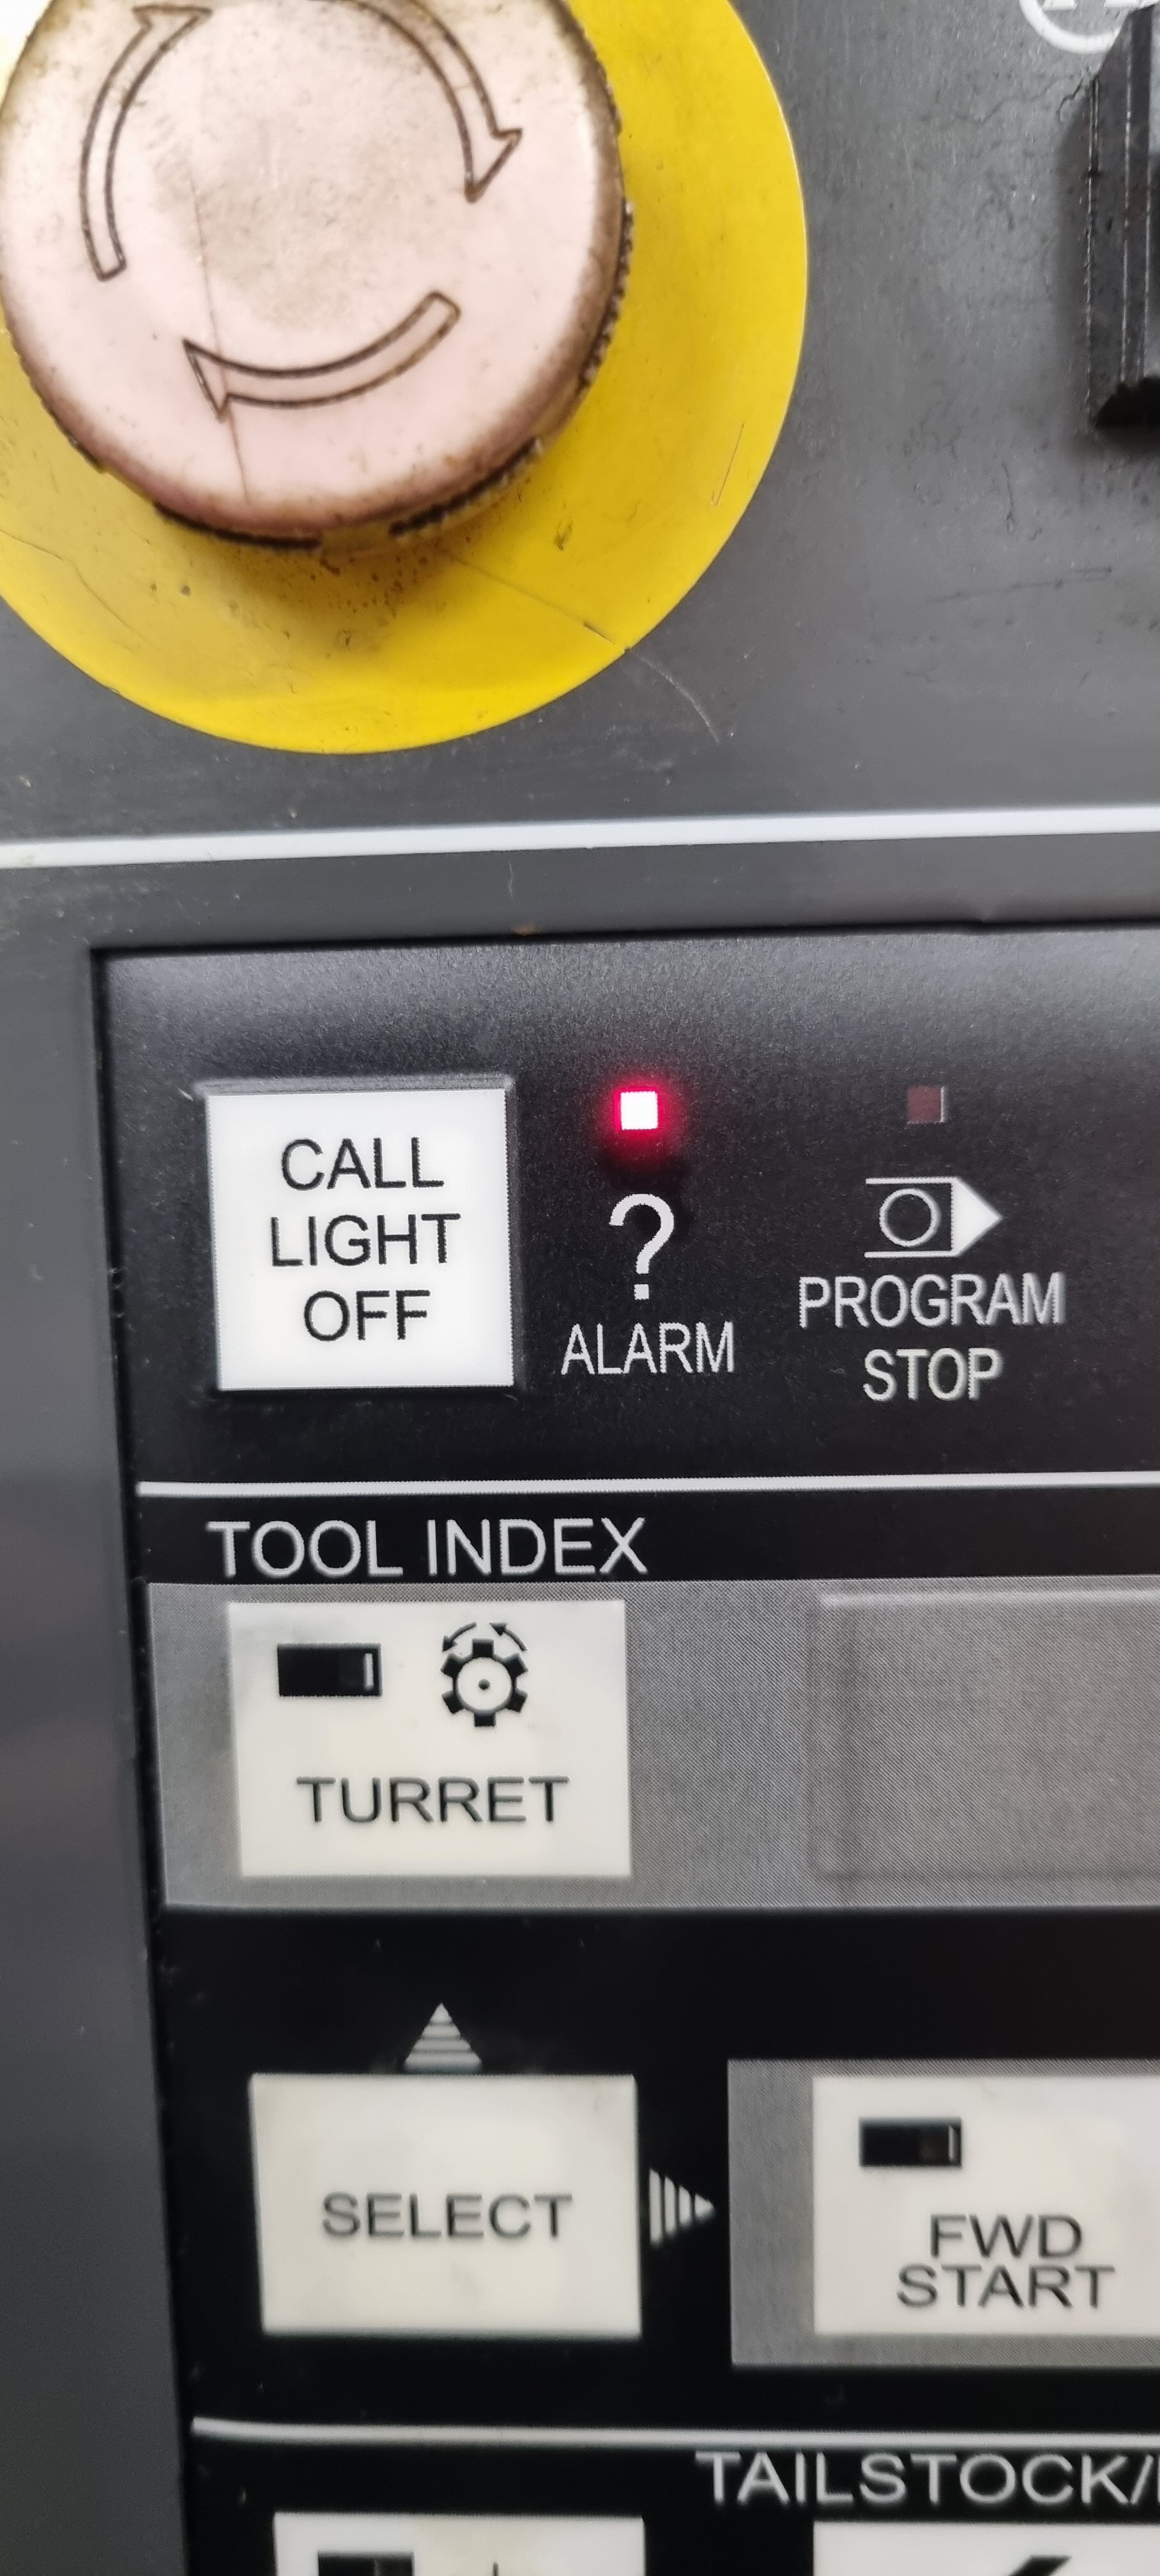 CALL
LIGHT
OFF
?
ALARM
PROGRAM
STOP
TOOL INDEX
TURRET
SELECT
FWD
START
TAILSTOCK/